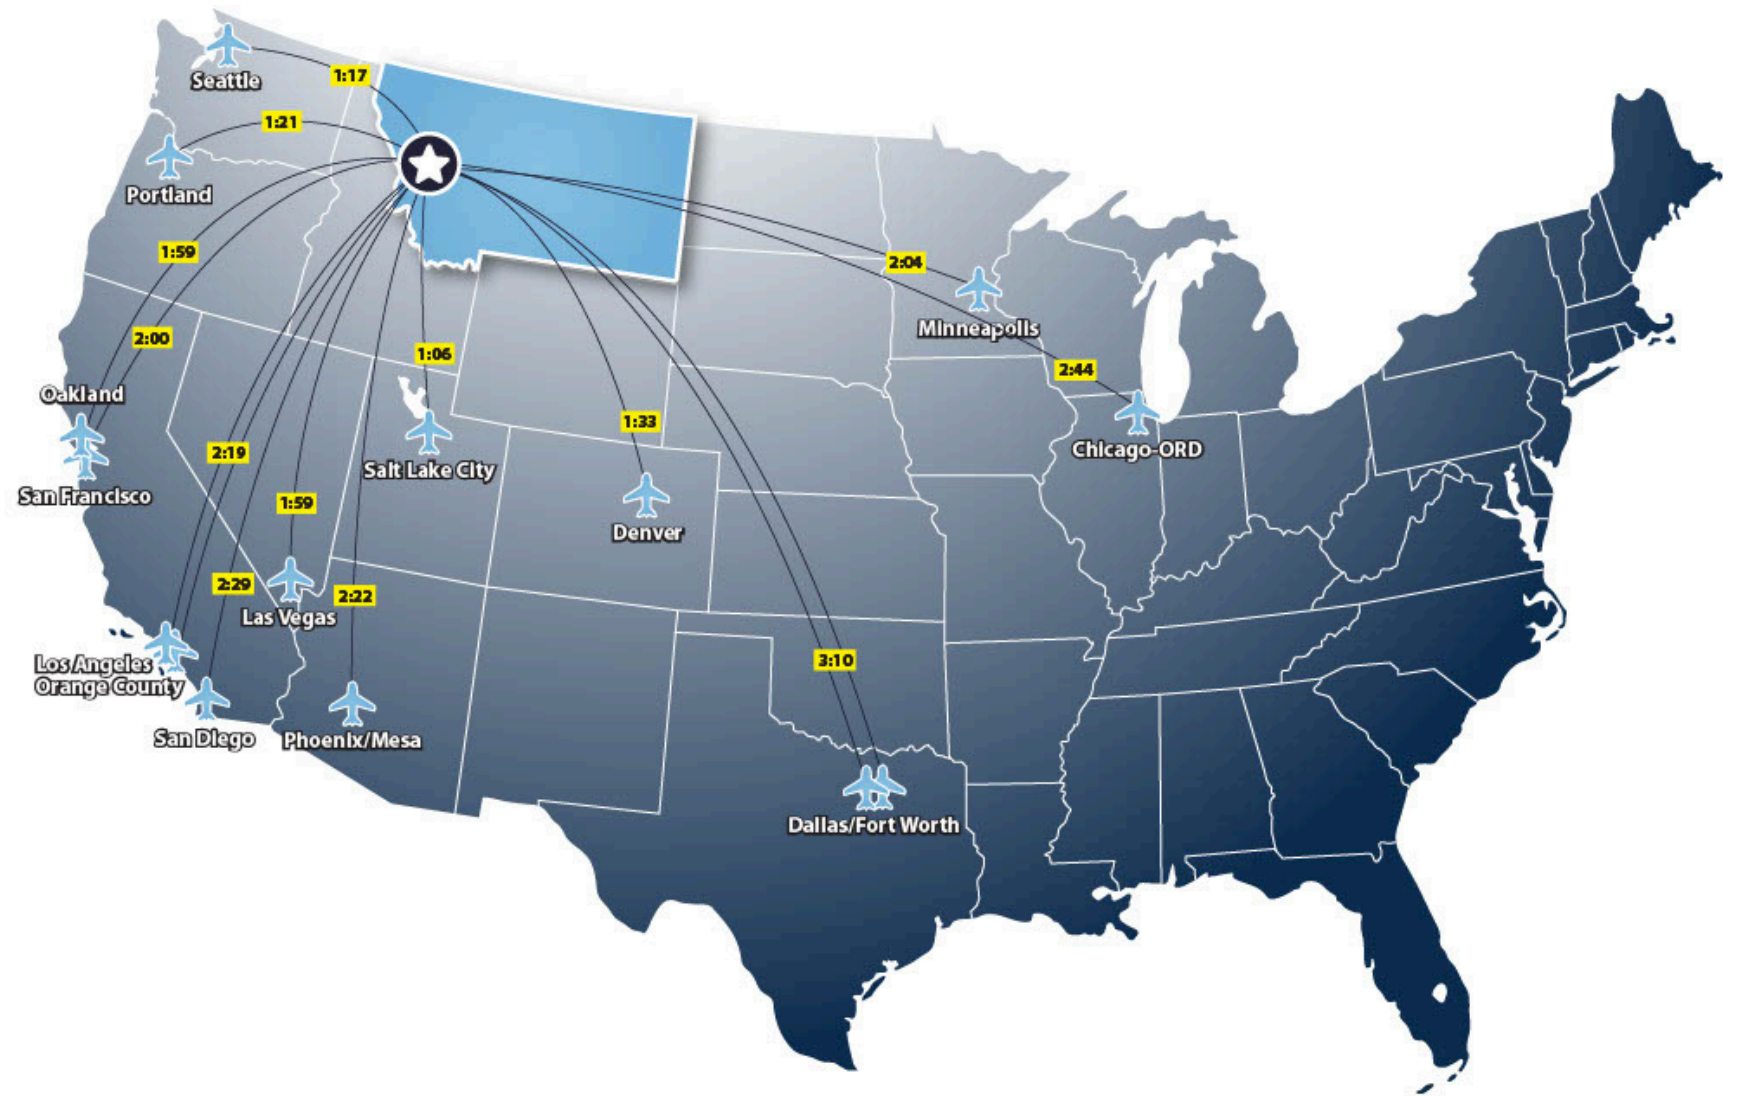 Seattle
1:17
1:21
Portland
1:59
2:04
Minneapolis
2:00
1:06
2:44
Oakland
1:33
Chicago-ORD
2:19
Salt Lake City
San Francisco
1:59
Denver
2:29
2:22
Las Vegas
3:10
Los Angeles
Orange County
San Diego
Phoenix/Mesa
Dallas/Fort Worth